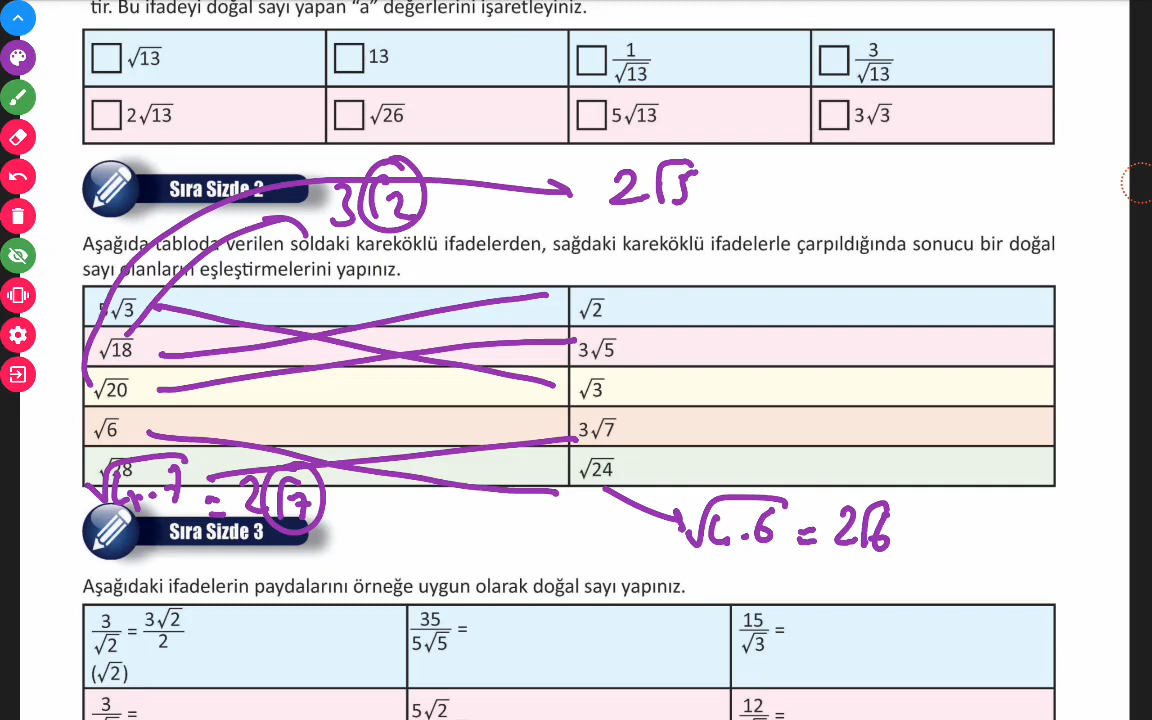 tir. Bu ifadeyi doğal sayı yapan “a” değerlerini işaretleyiniz.
√13 13 1/√13 3/√13
2√13 √26 5√13 3√3
Sıra Sizde 2
3√2 2√5
Aşağıda tabloda verilen soldaki kareköklü ifadelerden, sağdaki kareköklü ifadelerle çarpıldığında sonucu bir doğal
sayı olanların eşleştirmelerini yapınız.
5√3 √2
√18 3√5
√20 √3
√6 3√7
√28 √24
√4.7 = 2√7
√4.6 = 2√6
Sıra Sizde 3
Aşağıdaki ifadelerin paydalarını örneğe uygun olarak doğal sayı yapınız.
3/√2 = 3√2/2 35/5√5 = 15/√3 =
(√2)
3 = 5√2 12 =